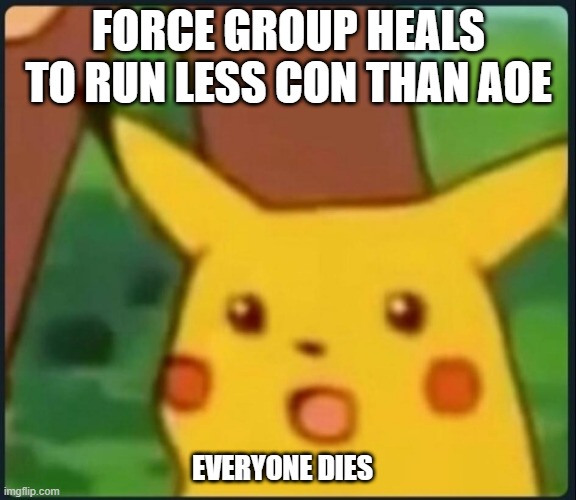 FORCE GROUP HEALS
TO RUN LESS CON THAN AOE
EVERYONE DIES
imgflip.com